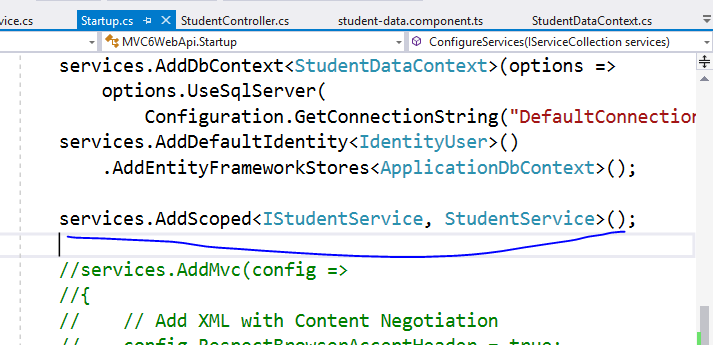 vice.cs Startup.cs StudentController.cs student-data.component.ts StudentDataContext.cs
MVC6WebApi.Startup ConfigureServices(IServiceCollection services)
services.AddDbContext<StudentDataContext>(options =>
options.UseSqlServer(
Configuration.GetConnectionString("DefaultConnection
services.AddDefaultIdentity<IdentityUser>()
.AddEntityFrameworkStores<ApplicationDbContext>();
services.AddScoped<IStudentService, StudentService>();
//services.AddMvc(config =>
//{
// // Add XML with Content Negotiation
// config.RespectBrowserAcceptHeader = true;